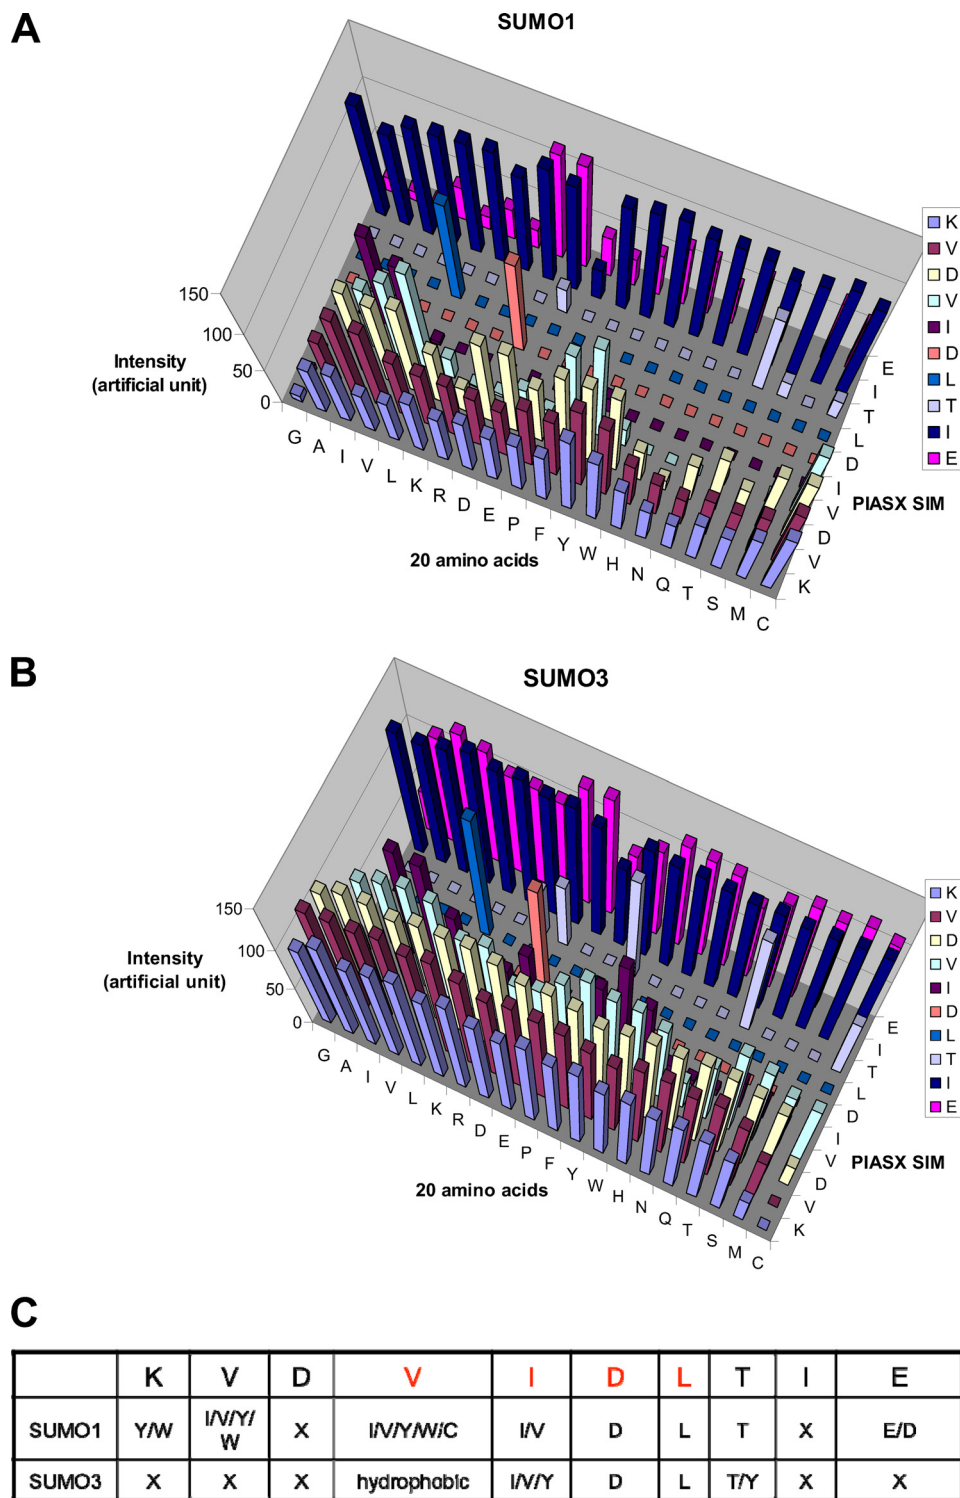 A
SUMO1
150
100
50
0
Intensity
(artificial unit)
G A I V L K R D E P F Y W H N Q T S M C
20 amino acids
E
I
T
L
D
I
V
D
V
K
PIASX SIM
K
V
D
V
I
D
L
T
I
E
B
SUMO3
150
100
50
0
Intensity
(artificial unit)
G A I V L K R D E P F Y W H N Q T S M C
20 amino acids
E
I
T
L
D
I
V
D
V
K
PIASX SIM
K
V
D
V
I
D
L
T
I
E
C
K V D V I D L T I E
SUMO1 Y/W I/V/Y/W X I/V/Y/W/C I/V D L T X E/D
SUMO3 X X X hydrophobic I/V/Y D L T/Y X X